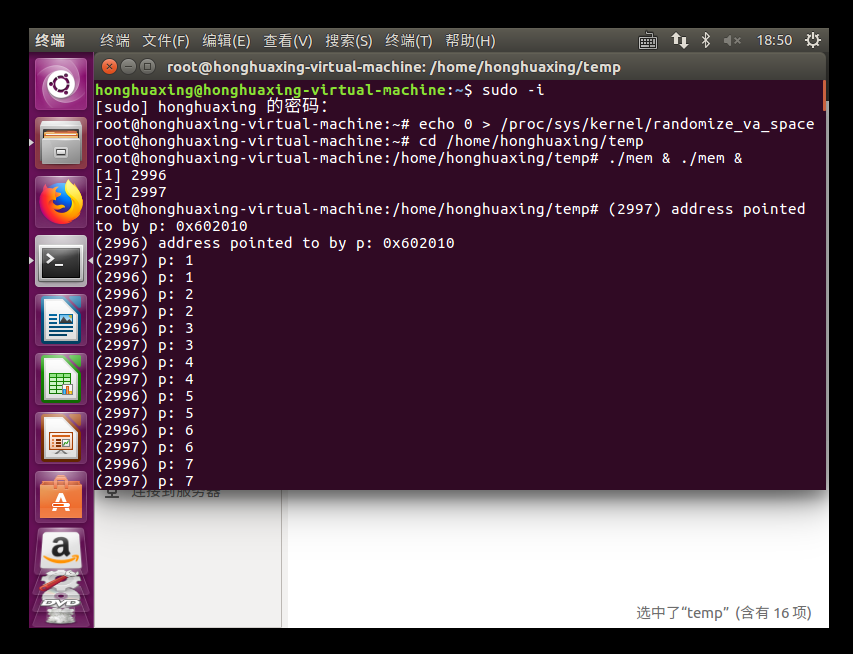 终端 终端 文件(F) 编辑(E) 查看(V) 搜索(S) 终端(T) 帮助(H) 18:50
root@honghuaxing-virtual-machine: /home/honghuaxing/temp
honghuaxing@honghuaxing-virtual-machine:~$ sudo -i
[sudo] honghuaxing 的密码：
root@honghuaxing-virtual-machine:~# echo 0 > /proc/sys/kernel/randomize_va_space
root@honghuaxing-virtual-machine:~# cd /home/honghuaxing/temp
root@honghuaxing-virtual-machine:/home/honghuaxing/temp# ./mem & ./mem &
[1] 2996
[2] 2997
root@honghuaxing-virtual-machine:/home/honghuaxing/temp# (2997) address pointed
to by p: 0x602010
(2996) address pointed to by p: 0x602010
(2997) p: 1
(2996) p: 1
(2996) p: 2
(2997) p: 2
(2996) p: 3
(2997) p: 3
(2996) p: 4
(2997) p: 4
(2996) p: 5
(2997) p: 5
(2996) p: 6
(2997) p: 6
(2996) p: 7
(2997) p: 7
连接到服务器
A
a
DVD
选中了“temp” (含有 16 项)